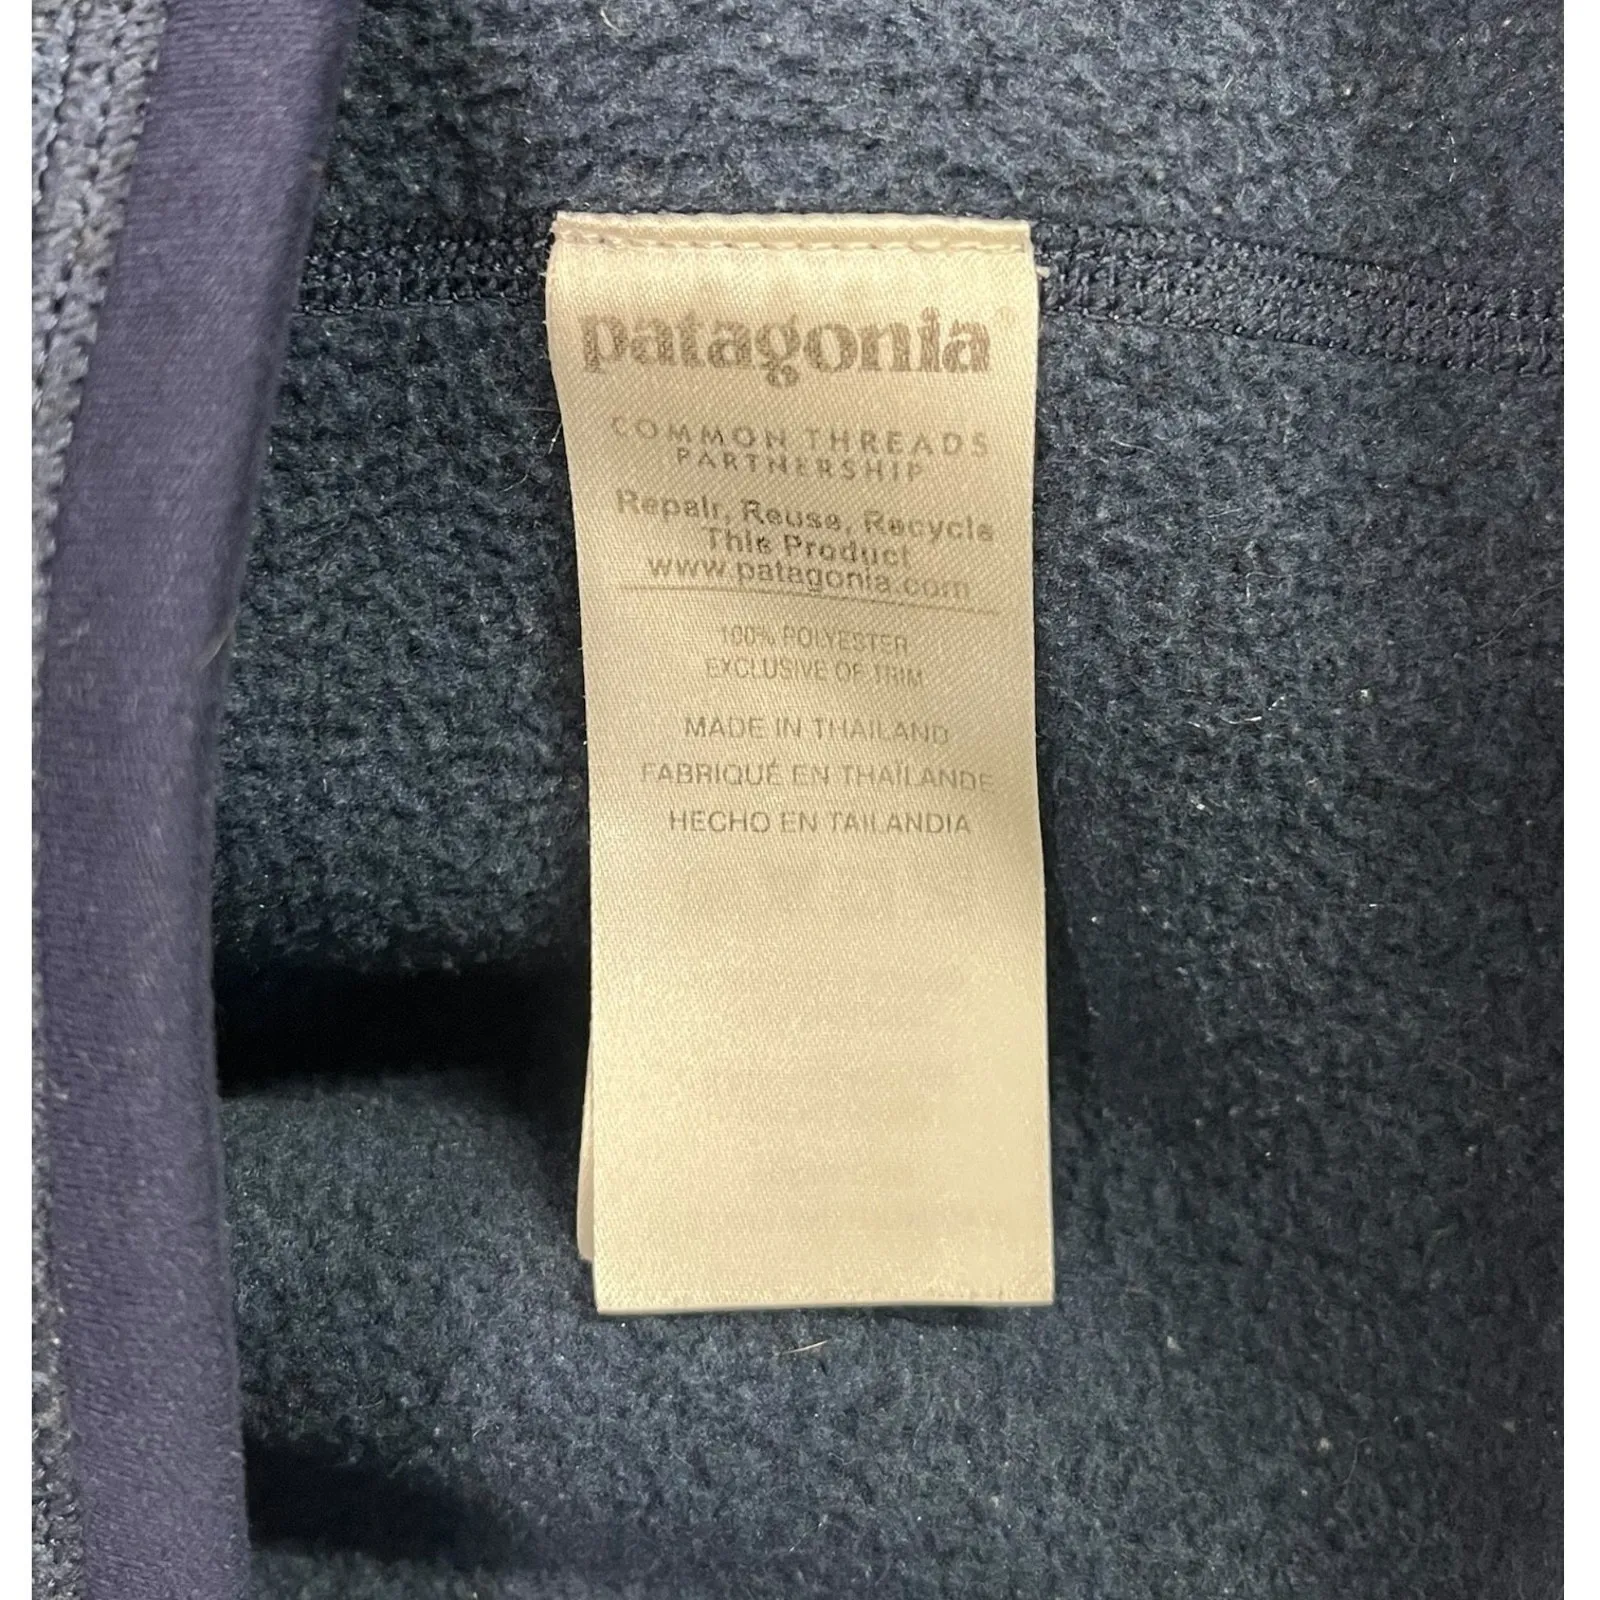 patagonia®
COMMON THREADS
PARTNERSHIP
Repair, Reuse, Recycle
This Product
www.patagonia.com
100% POLYESTER
EXCLUSIVE OF TRIM
MADE IN THAILAND
FABRIQUÉ EN THAÏLANDE
HECHO EN TAILANDIA